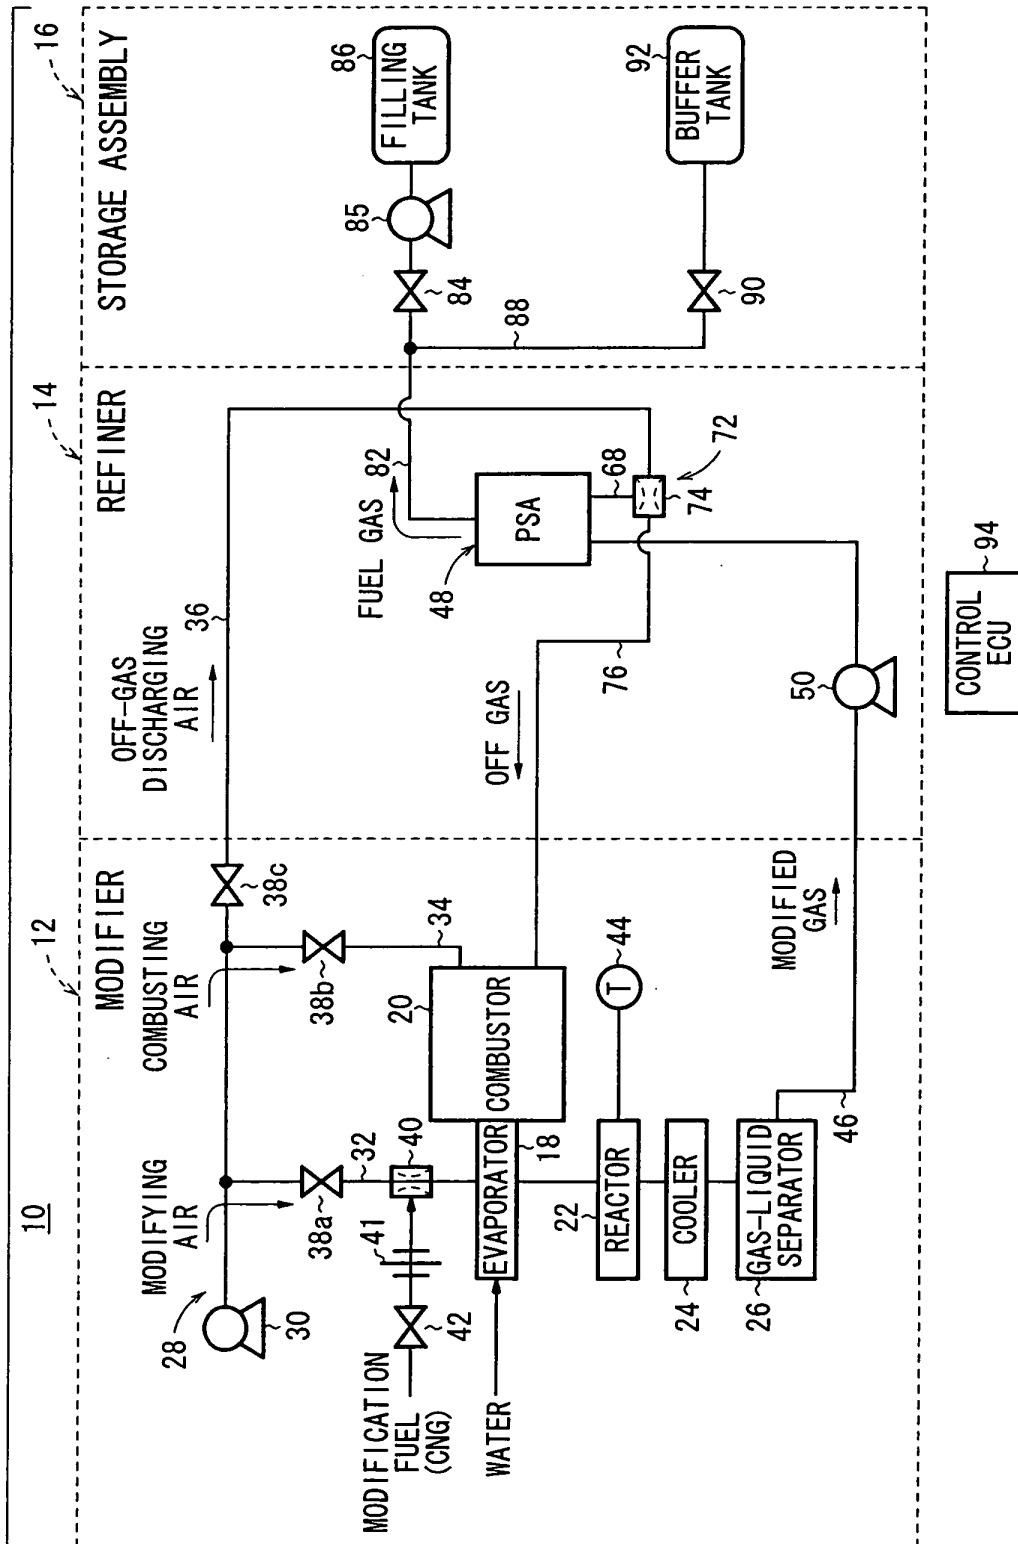 10
12
MODIFIER
14
REFINER
16
STORAGE ASSEMBLY
28
30
MODIFYING
AIR
COMBUSTING
AIR
38c
36
OFF-GAS
DISCHARGING
AIR
38a
32
38b
34
40
41
42
MODIFICATION
FUEL
(CNG)
WATER
EVAPORATOR
18
COMBUSTOR
20
REACTOR
22
T
44
COOLER
24
GAS-LIQUID
SEPARATOR
26
46
MODIFIED
GAS
50
OFF GAS
76
FUEL GAS
82
48
PSA
68
72
74
84
85
FILLING
TANK
86
88
90
BUFFER
TANK
92
CONTROL
ECU
94